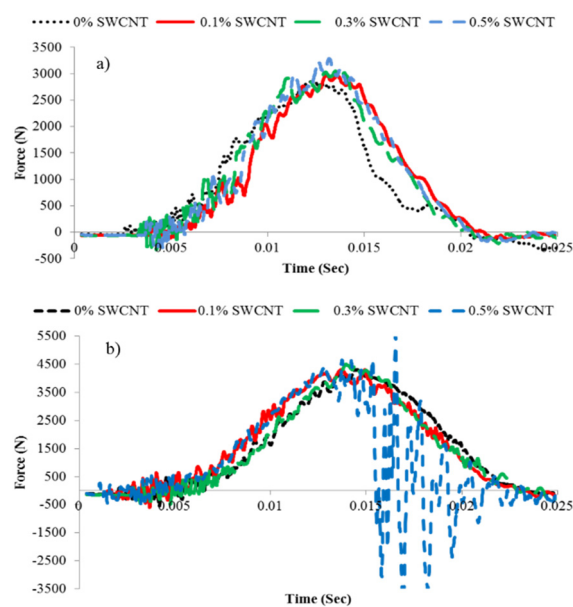 0% SWCNT 0.1% SWCNT 0.3% SWCNT 0.5% SWCNT
a)
3500
3000
2500
2000
1500
1000
500
0
-500
Force (N)
0 0.005 0.01 0.015 0.02 0.025
Time (Sec)
0% SWCNT 0.1% SWCNT 0.3% SWCNT 0.5% SWCNT
b)
5500
4500
3500
2500
1500
500
-500
-1500
-2500
-3500
Force (N)
0 0.005 0.01 0.015 0.02 0.025
Time (Sec)